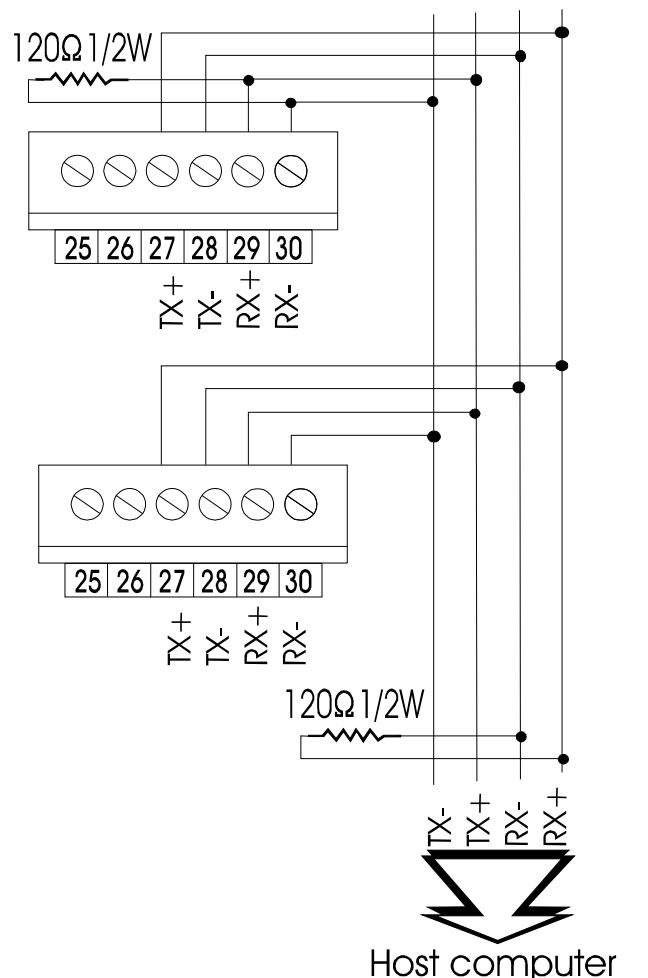 120Ω 1/2W
25 26 27 28 29 30
TX+ TX- RX+ RX-
25 26 27 28 29 30
TX+ TX- RX+ RX-
120Ω 1/2W
TX- TX+ RX- RX+
Host computer